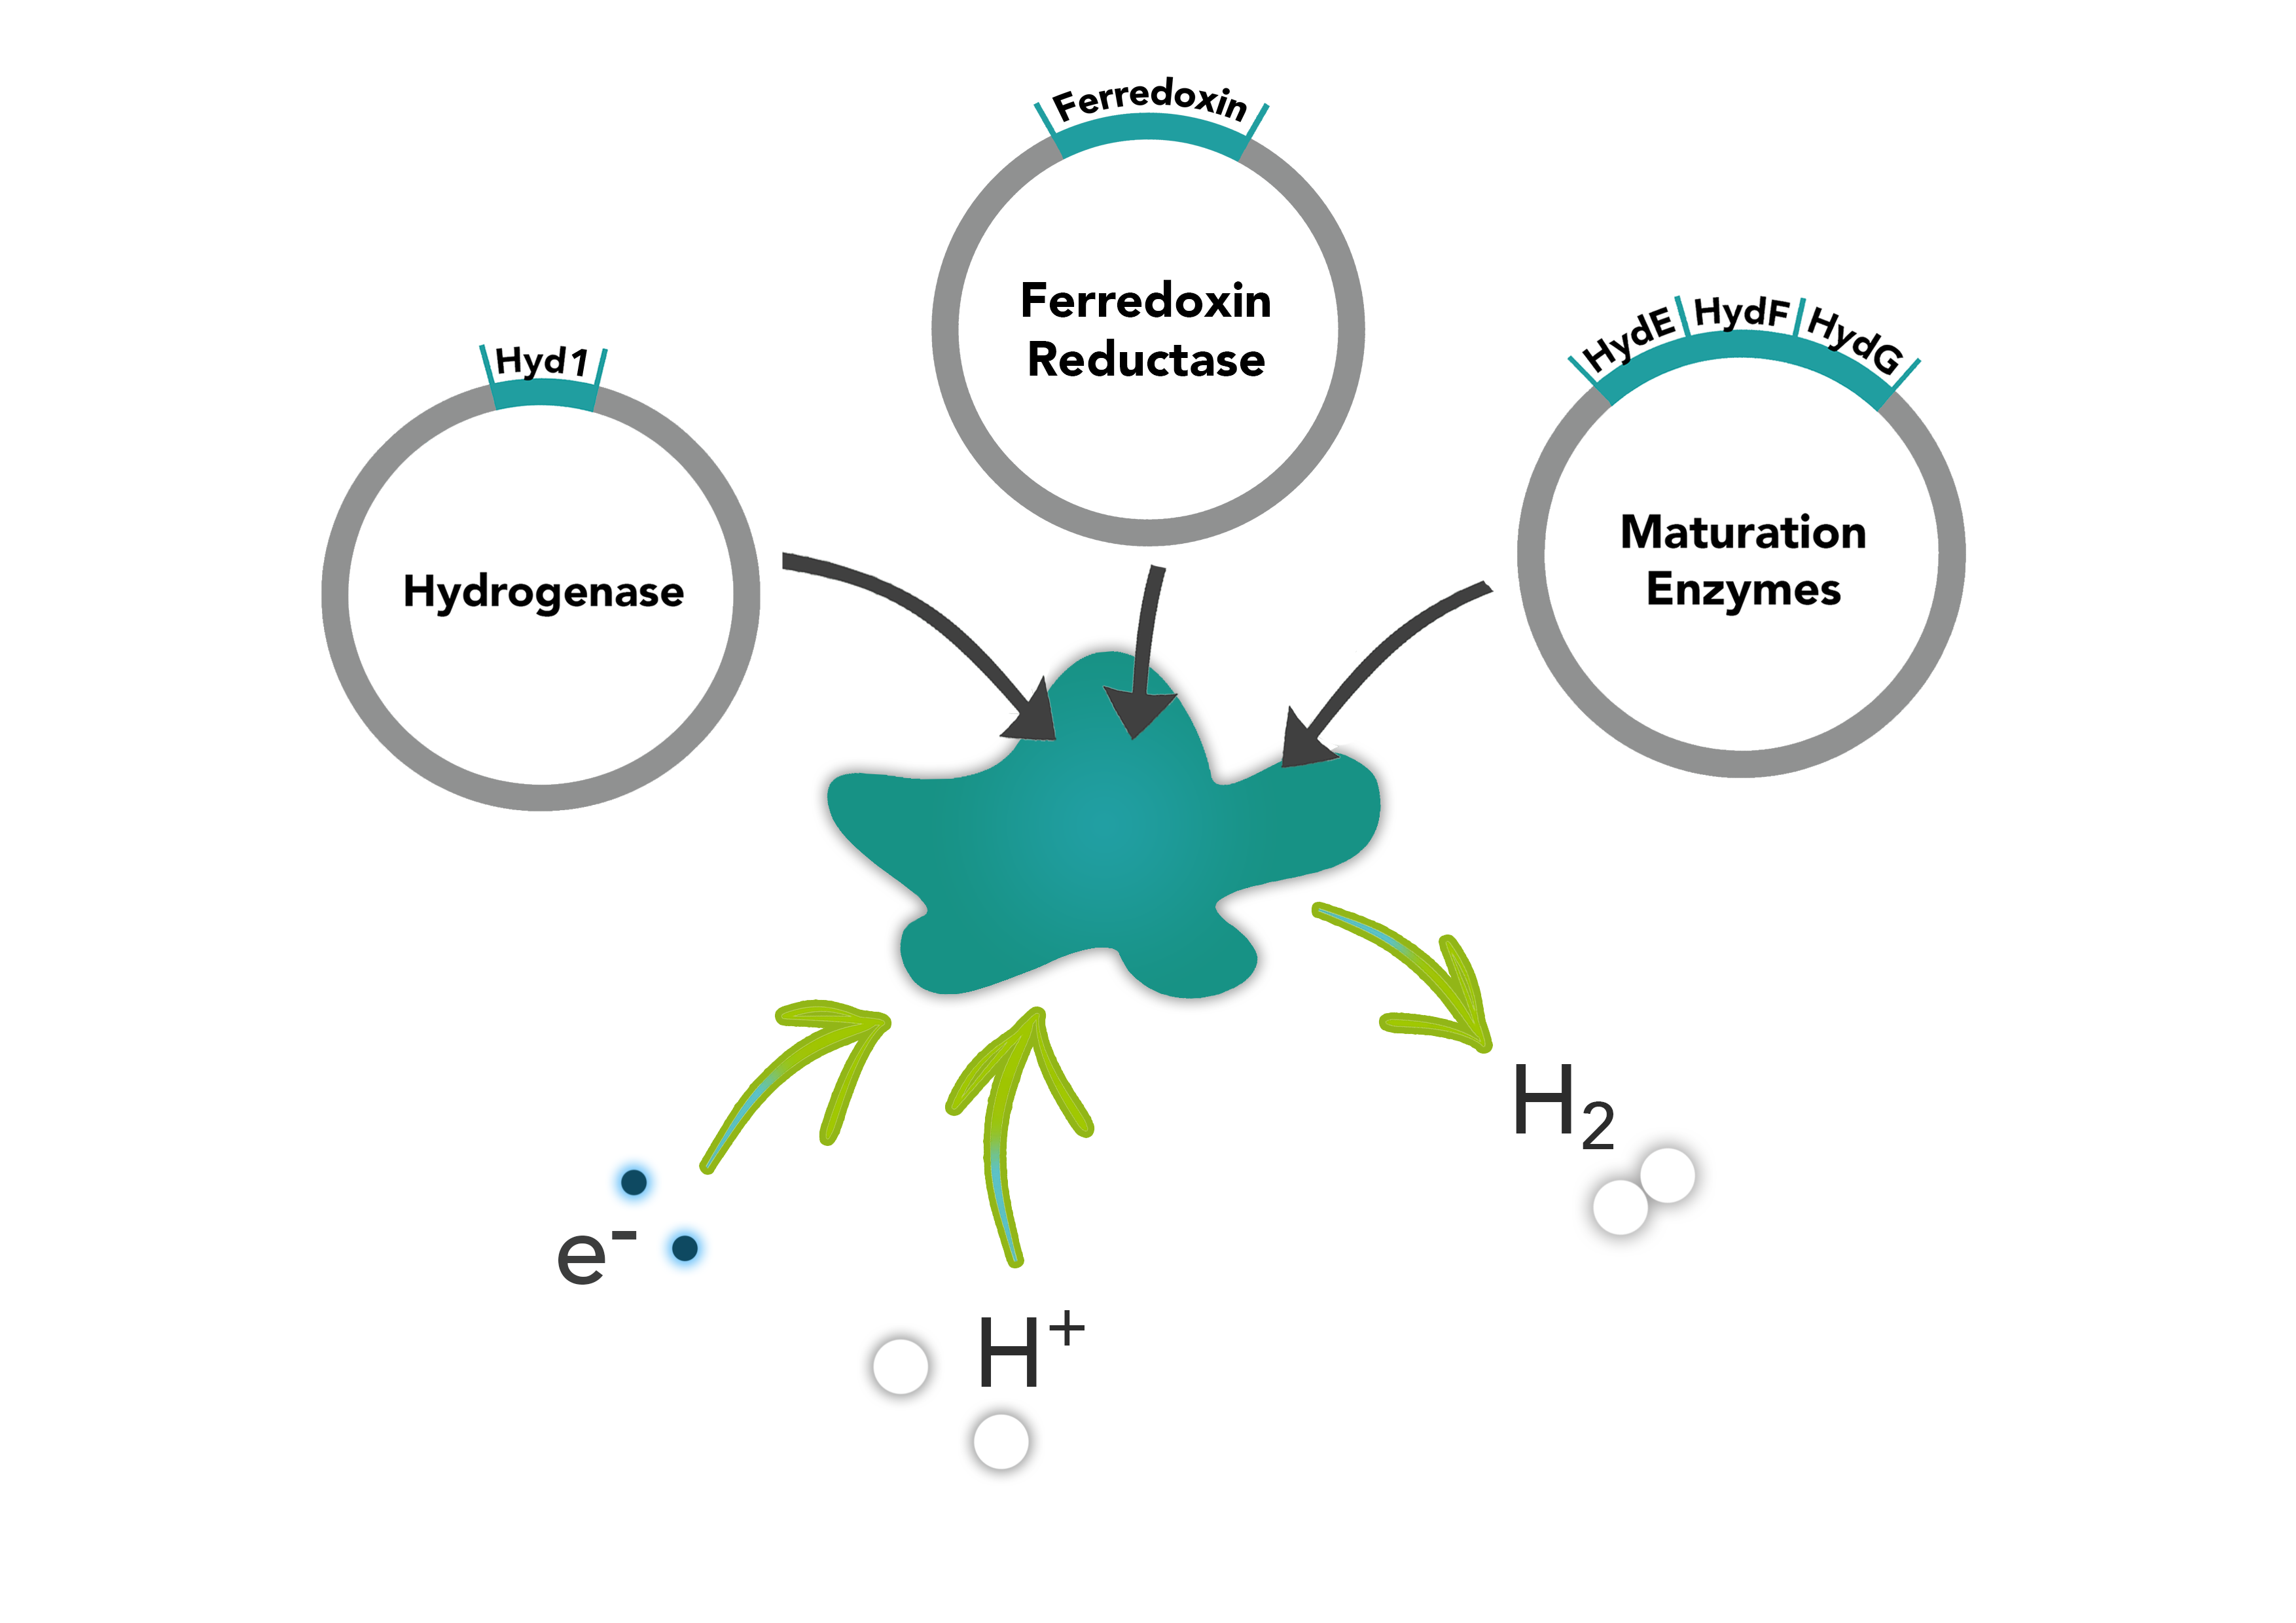 Ferredoxin
Ferredoxin
Reductase
Hyd1
Hydrogenase
HydE
HydF
HydG
Maturation
Enzymes
H2
e-
H+